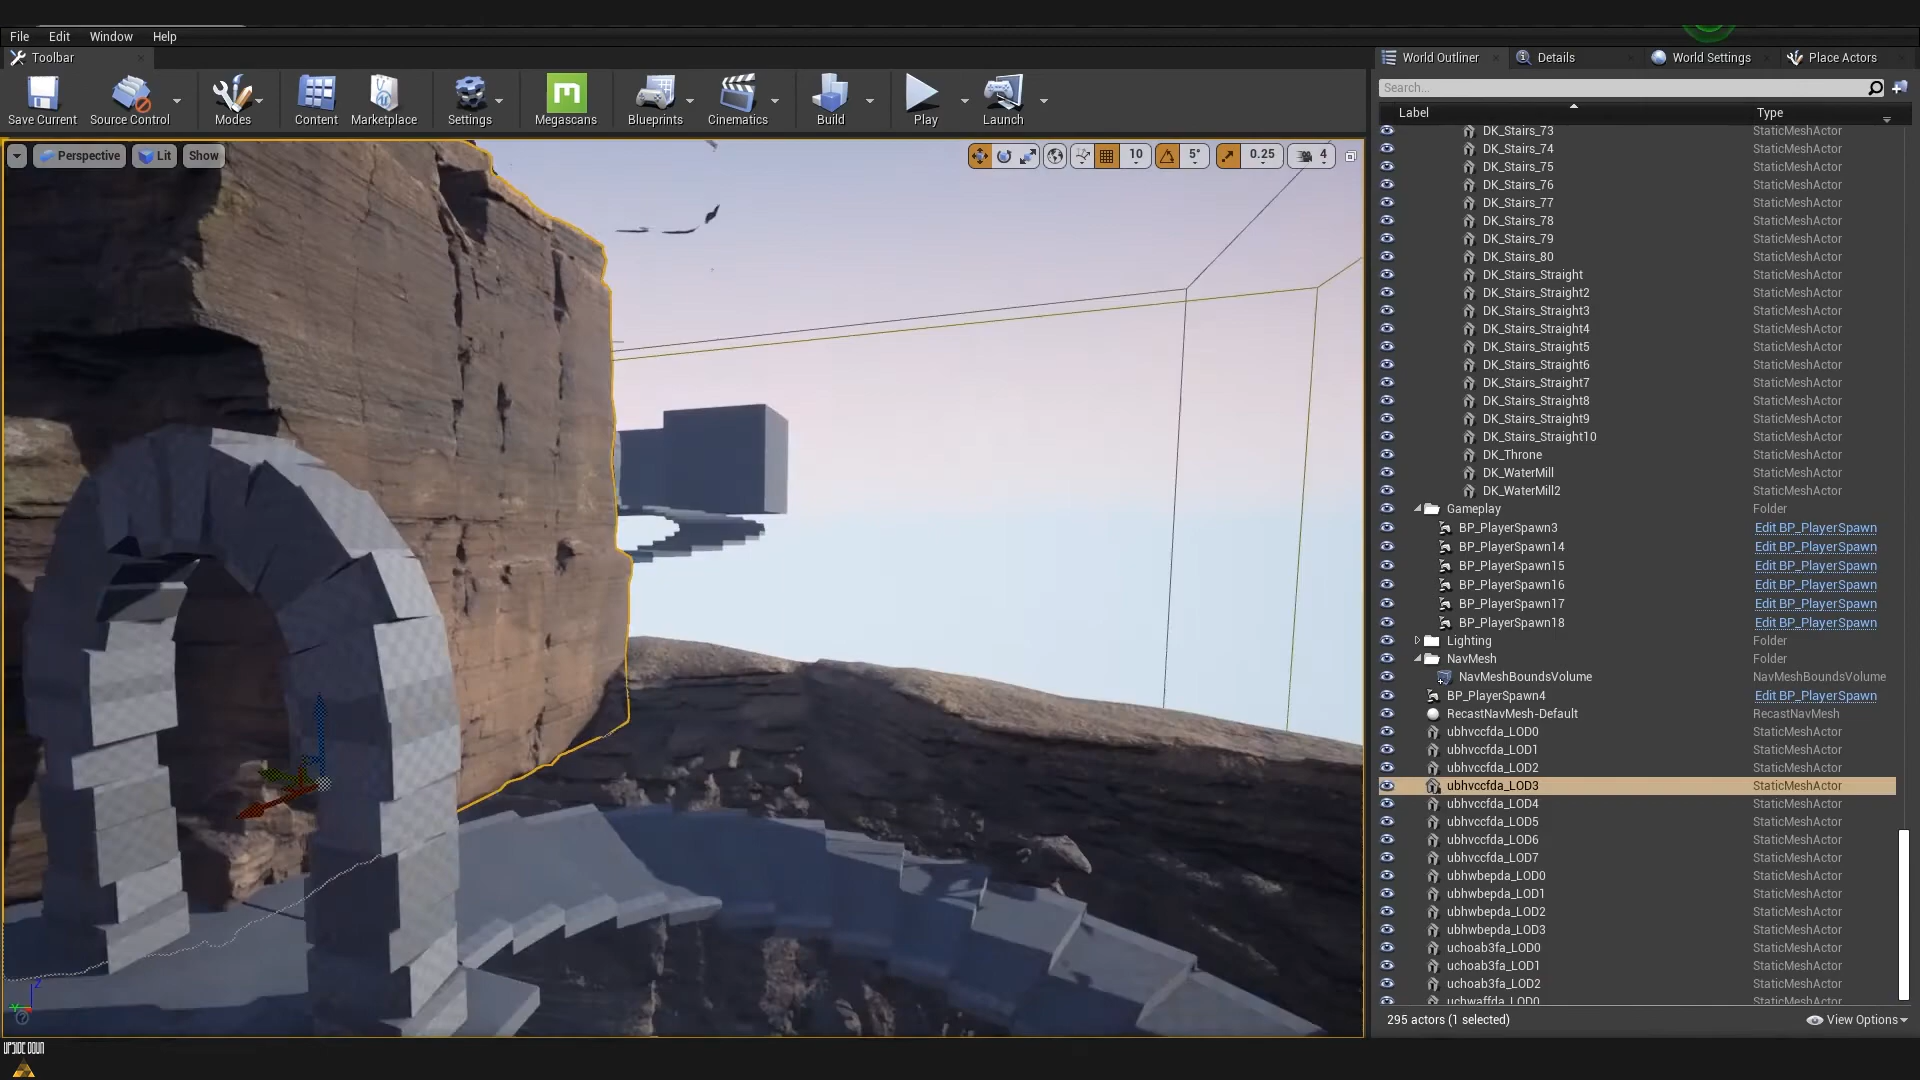 File Edit Window Help
Toolbar
World Outliner Details World Settings Place Actors
Save Current Source Control Modes Content Marketplace Settings Megascans Blueprints Cinematics Build Play Launch
Search...
Label Type
Perspective Lit Show 10 5° 0.25 4
DK_Stairs_73 StaticMeshActor
DK_Stairs_74 StaticMeshActor
DK_Stairs_75 StaticMeshActor
DK_Stairs_76 StaticMeshActor
DK_Stairs_77 StaticMeshActor
DK_Stairs_78 StaticMeshActor
DK_Stairs_79 StaticMeshActor
DK_Stairs_80 StaticMeshActor
DK_Stairs_Straight StaticMeshActor
DK_Stairs_Straight2 StaticMeshActor
DK_Stairs_Straight3 StaticMeshActor
DK_Stairs_Straight4 StaticMeshActor
DK_Stairs_Straight5 StaticMeshActor
DK_Stairs_Straight6 StaticMeshActor
DK_Stairs_Straight7 StaticMeshActor
DK_Stairs_Straight8 StaticMeshActor
DK_Stairs_Straight9 StaticMeshActor
DK_Stairs_Straight10 StaticMeshActor
DK_Throne StaticMeshActor
DK_WaterMill StaticMeshActor
DK_WaterMill2 StaticMeshActor
Gameplay Folder
BP_PlayerSpawn3 Edit BP_PlayerSpawn
BP_PlayerSpawn14 Edit BP_PlayerSpawn
BP_PlayerSpawn15 Edit BP_PlayerSpawn
BP_PlayerSpawn16 Edit BP_PlayerSpawn
BP_PlayerSpawn17 Edit BP_PlayerSpawn
BP_PlayerSpawn18 Edit BP_PlayerSpawn
Lighting Folder
NavMesh Folder
NavMeshBoundsVolume NavMeshBoundsVolume
BP_PlayerSpawn4 Edit BP_PlayerSpawn
RecastNavMesh-Default RecastNavMesh
ubhvccfda_LOD0 StaticMeshActor
ubhvccfda_LOD1 StaticMeshActor
ubhvccfda_LOD2 StaticMeshActor
ubhvccfda_LOD3 StaticMeshActor
ubhvccfda_LOD4 StaticMeshActor
ubhvccfda_LOD5 StaticMeshActor
ubhvccfda_LOD6 StaticMeshActor
ubhvccfda_LOD7 StaticMeshActor
ubhwbepda_LOD0 StaticMeshActor
ubhwbepda_LOD1 StaticMeshActor
ubhwbepda_LOD2 StaticMeshActor
ubhwbepda_LOD3 StaticMeshActor
uchoab3fa_LOD0 StaticMeshActor
uchoab3fa_LOD1 StaticMeshActor
uchoab3fa_LOD2 StaticMeshActor
uchwaffda_LOD0 StaticMeshActor
Z
295 actors (1 selected) View Options
UPSIDE DOWN